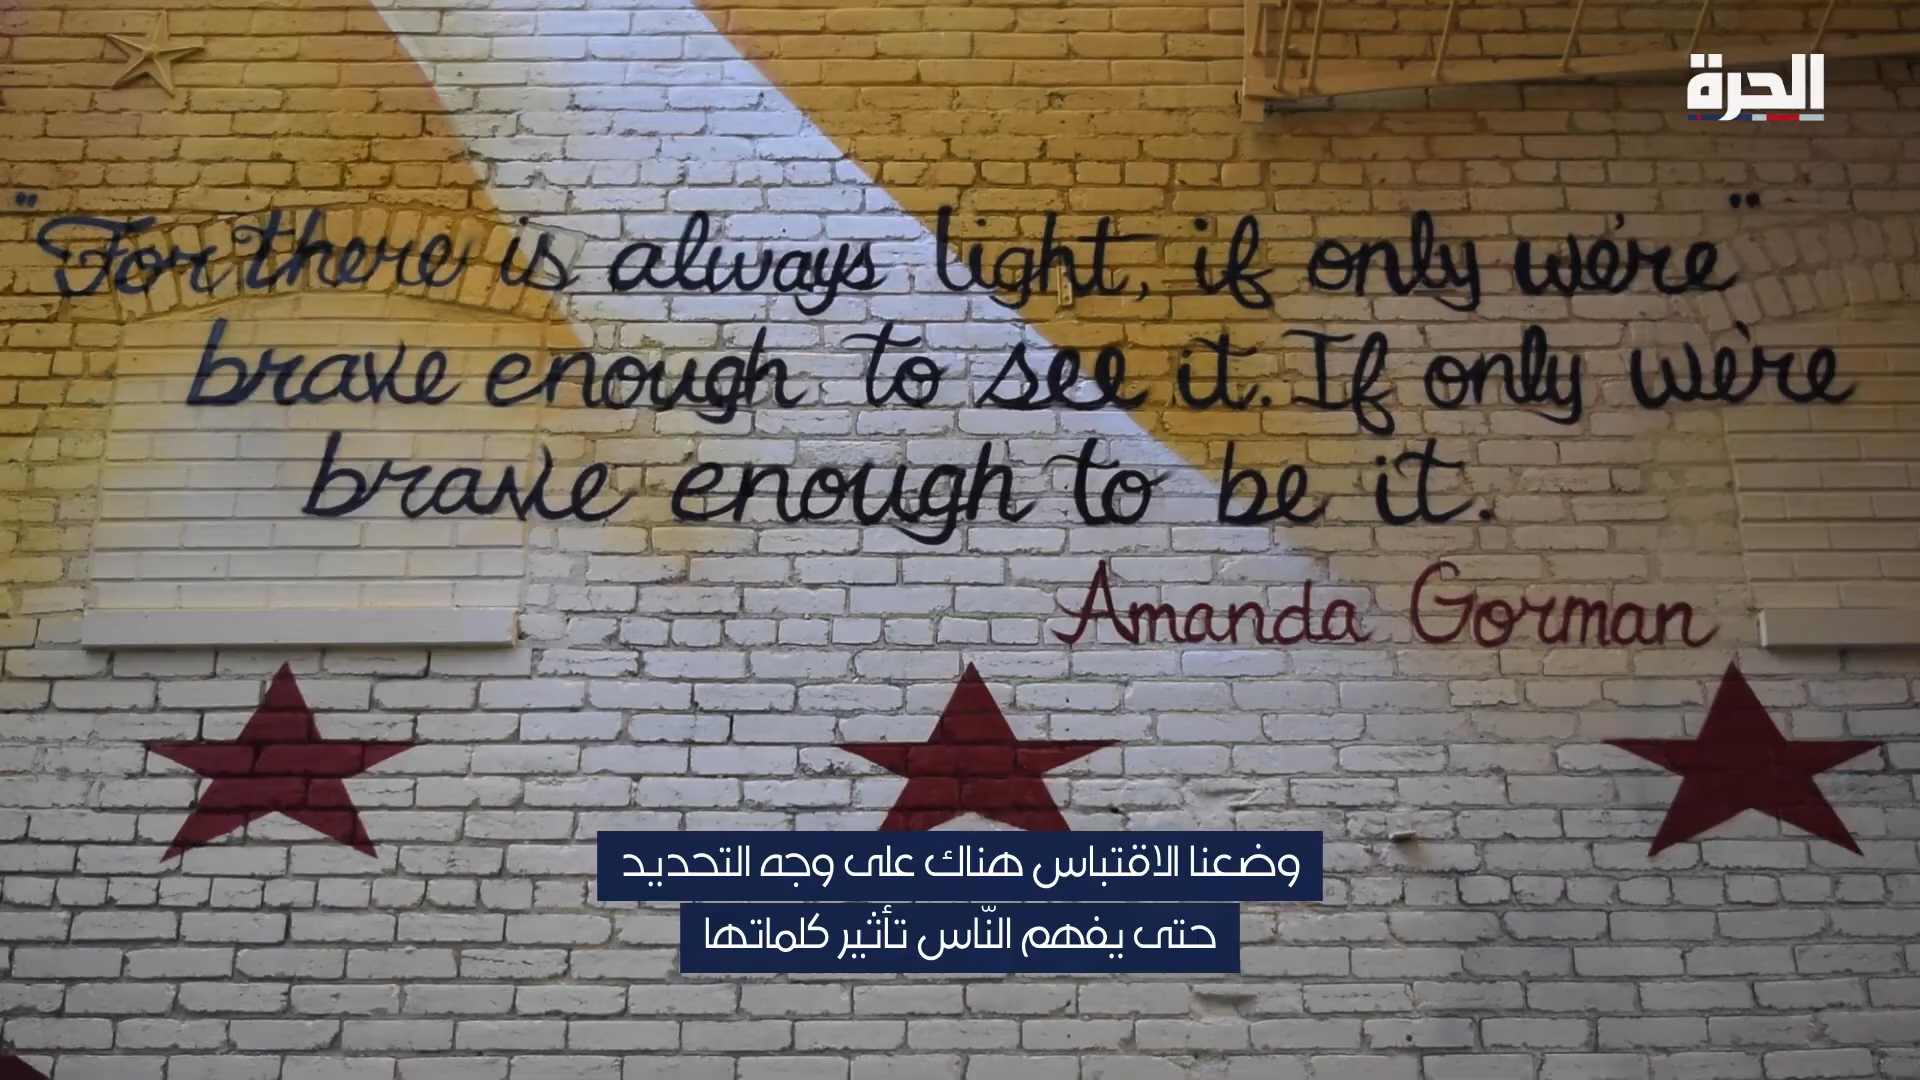 الحرة
"For there is always light, if only we're"
brave enough to see it. If only we're
brave enough to be it.
Amanda Gorman
وضعنا الاقتباس هناك على وجه التحديد
حتى يفهم النّاس تأثير كلماتها